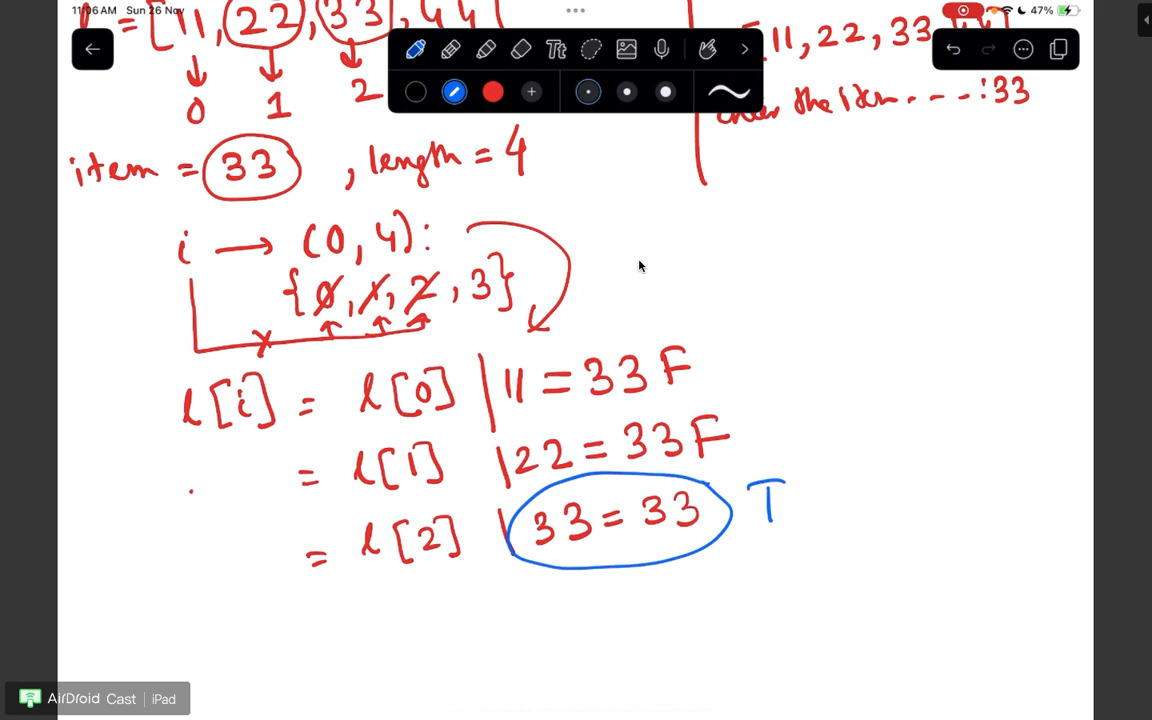 11:06 AM Sun 26 Nov
47%
l = [11, 22, 33, 44]
0 1 2
11, 22, 33, 44]
Tt
the item - - - - : 33
item = 33 , length = 4
i → (0, 4):
{0, 1, 2, 3}
l[i] = l[0] | 11 = 33 F
= l[1] | 22 = 33 F
= l[2] | 33 = 33 T
AirDroid Cast | iPad